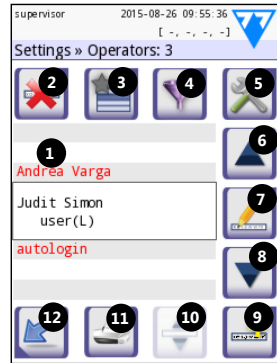 supervisor 2015-08-26 09:55:36
[ -, -, -, -]
Settings » Operators: 3
2 3 4 5
1
6
Andrea Varga
Judit Simon
7
user(L)
autologin
8
12 11 10 9